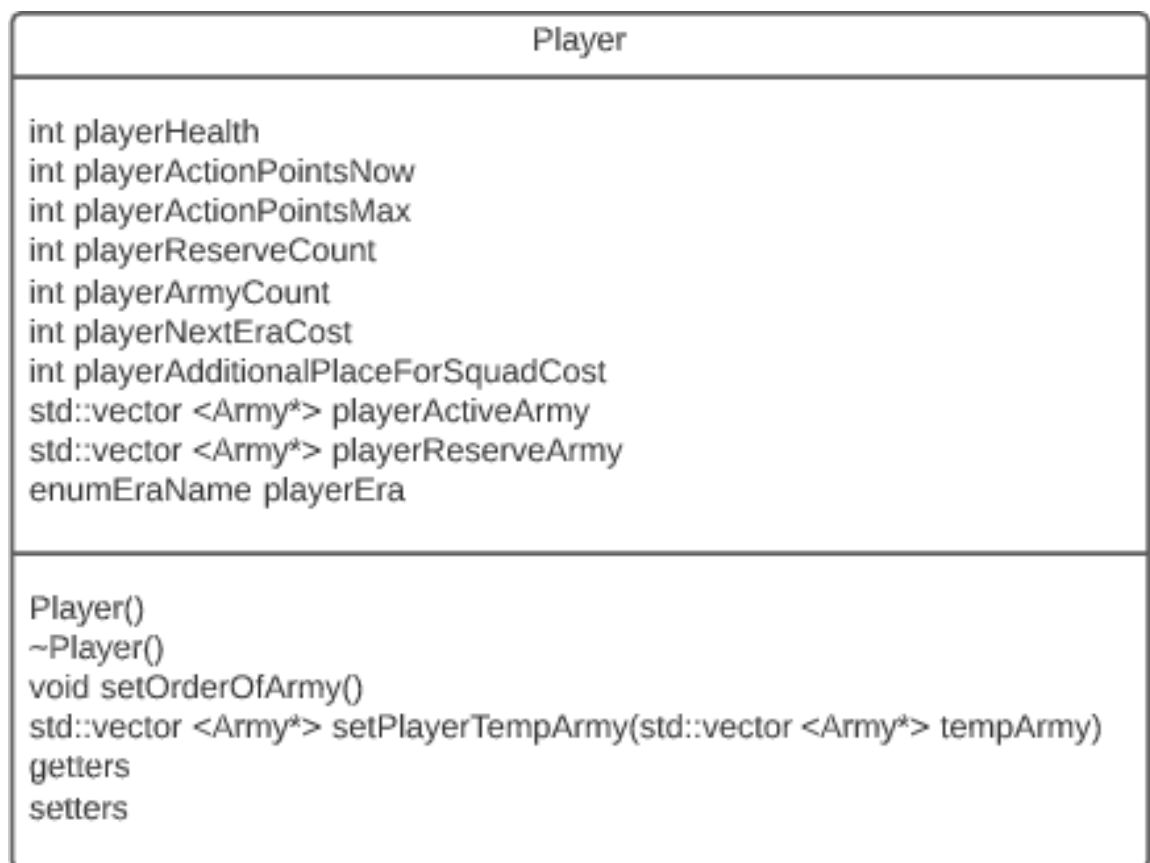 Player
int playerHealth
int playerActionPointsNow
int playerActionPointsMax
int playerReserveCount
int playerArmyCount
int playerNextEraCost
int playerAdditionalPlaceForSquadCost
std::vector <Army*> playerActiveArmy
std::vector <Army*> playerReserveArmy
enumEraName playerEra
Player()
~Player()
void setOrderOfArmy()
std::vector <Army*> setPlayerTempArmy(std::vector <Army*> tempArmy)
getters
setters